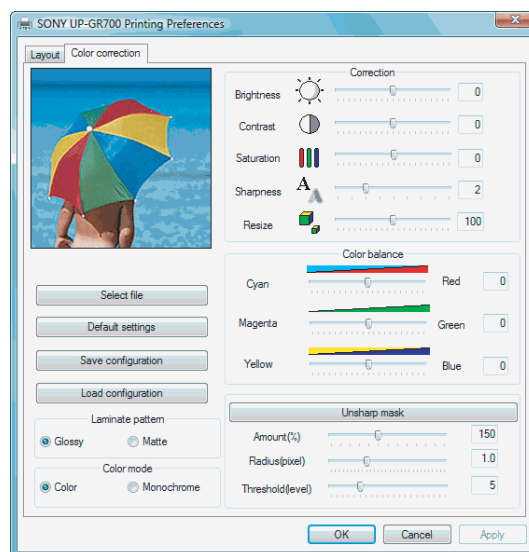 SONY UP-GR700 Printing Preferences
Layout
Color correction
Correction
Brightness 0
Contrast 0
Saturation 0
Sharpness 2
Resize 100
Select file
Default settings
Save configuration
Load configuration
Color balance
Cyan Red 0
Magenta Green 0
Yellow Blue 0
Laminate pattern
Glossy Matte
Color mode
Color Monochrome
Unsharp mask
Amount(%) 150
Radius(pixel) 1.0
Threshold(level) 5
OK Cancel Apply